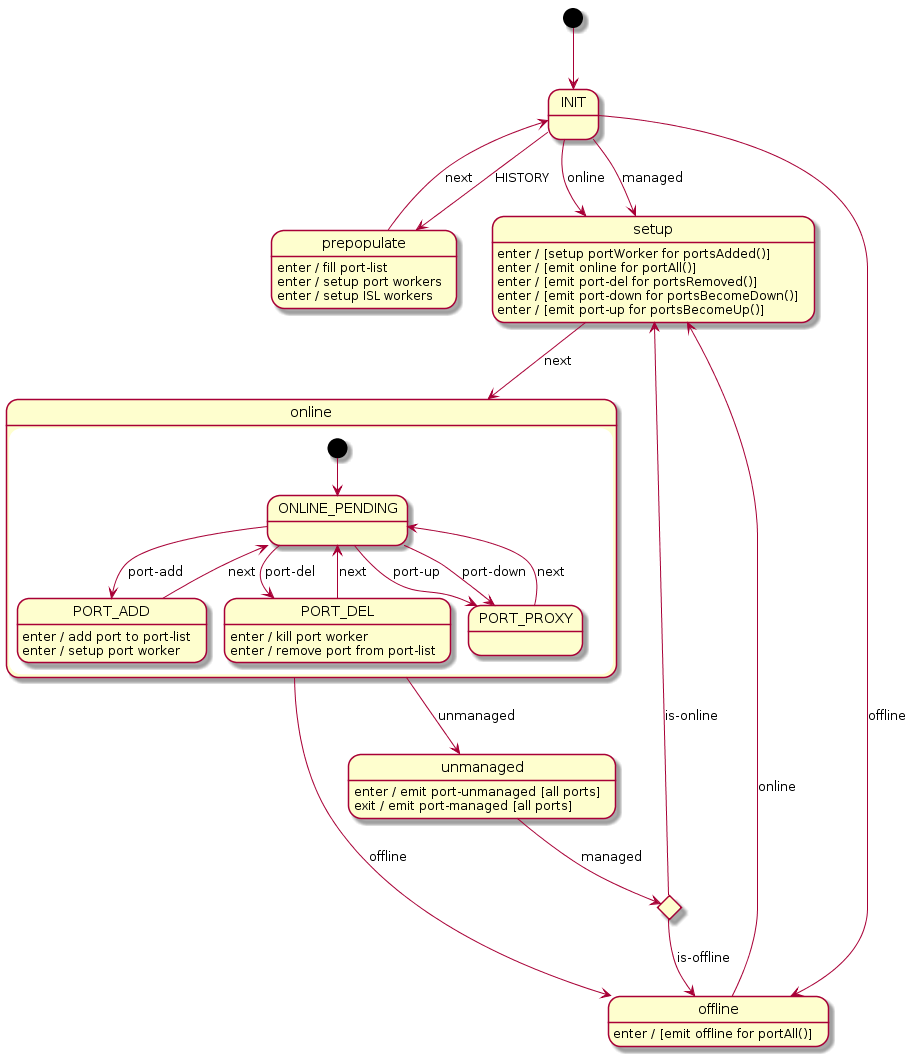 INIT
next
HISTORY
online
managed
prepopulate
enter / fill port-list
enter / setup port workers
enter / setup ISL workers
setup
enter / [setup portWorker for portsAdded()]
enter / [emit online for portAll()]
enter / [emit port-del for portsRemoved()]
enter / [emit port-down for portsBecomeDown()]
enter / [emit port-up for portsBecomeUp()]
next
online
ONLINE_PENDING
port-add
next
port-del
next
port-up
port-down
next
PORT_ADD
enter / add port to port-list
enter / setup port worker
PORT_DEL
enter / kill port worker
enter / remove port from port-list
PORT_PROXY
unmanaged
is-online
offline
unmanaged
enter / emit port-unmanaged [all ports]
exit / emit port-managed [all ports]
online
offline
managed
is-offline
offline
enter / [emit offline for portAll()]